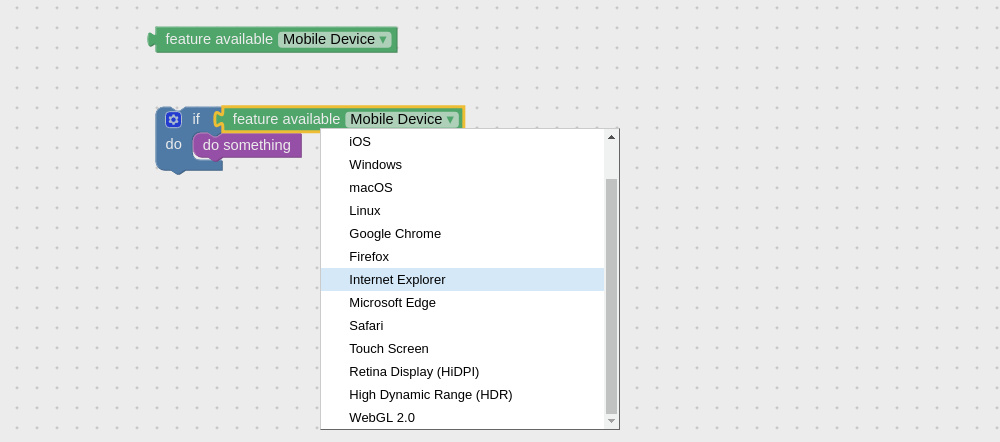 feature available Mobile Device ▾
if feature available Mobile Device ▾
do do something
iOS
Windows
macOS
Linux
Google Chrome
Firefox
Internet Explorer
Microsoft Edge
Safari
Touch Screen
Retina Display (HiDPI)
High Dynamic Range (HDR)
WebGL 2.0